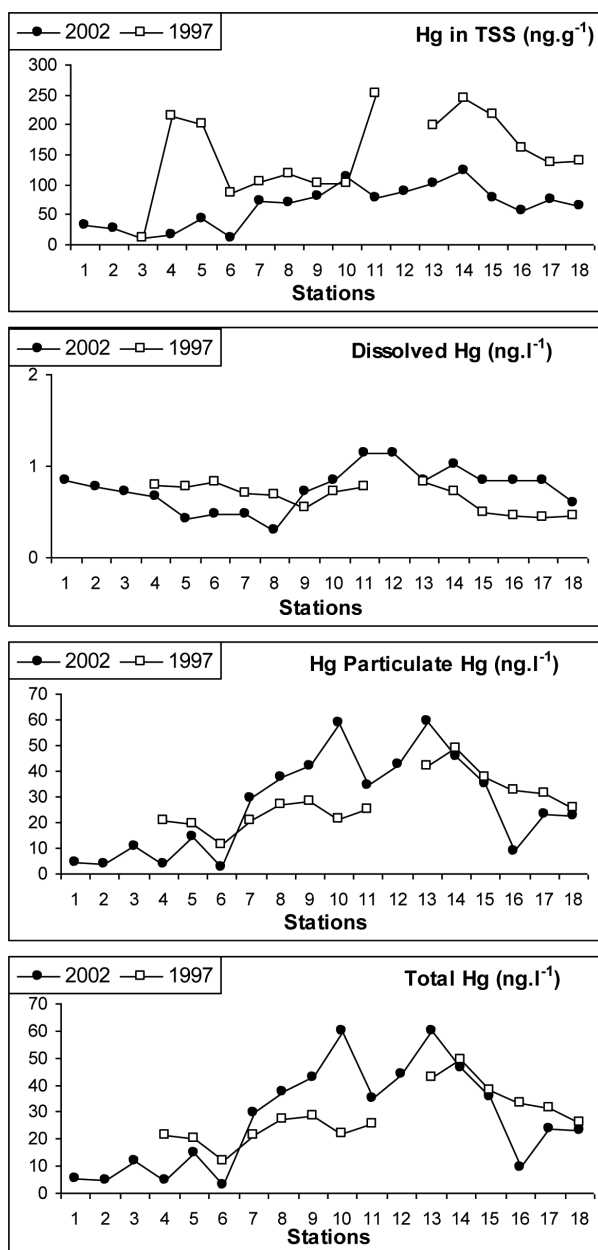 2002 1997
Hg in TSS (ng.g⁻¹)
300
250
200
150
100
50
0
1 2 3 4 5 6 7 8 9 10 11 12 13 14 15 16 17 18
Stations
2002 1997
Dissolved Hg (ng.l⁻¹)
2
1
0
1 2 3 4 5 6 7 8 9 10 11 12 13 14 15 16 17 18
Stations
2002 1997
Hg Particulate Hg (ng.l⁻¹)
70
60
50
40
30
20
10
0
1 2 3 4 5 6 7 8 9 10 11 12 13 14 15 16 17 18
Stations
2002 1997
Total Hg (ng.l⁻¹)
70
60
50
40
30
20
10
0
1 2 3 4 5 6 7 8 9 10 11 12 13 14 15 16 17 18
Stations